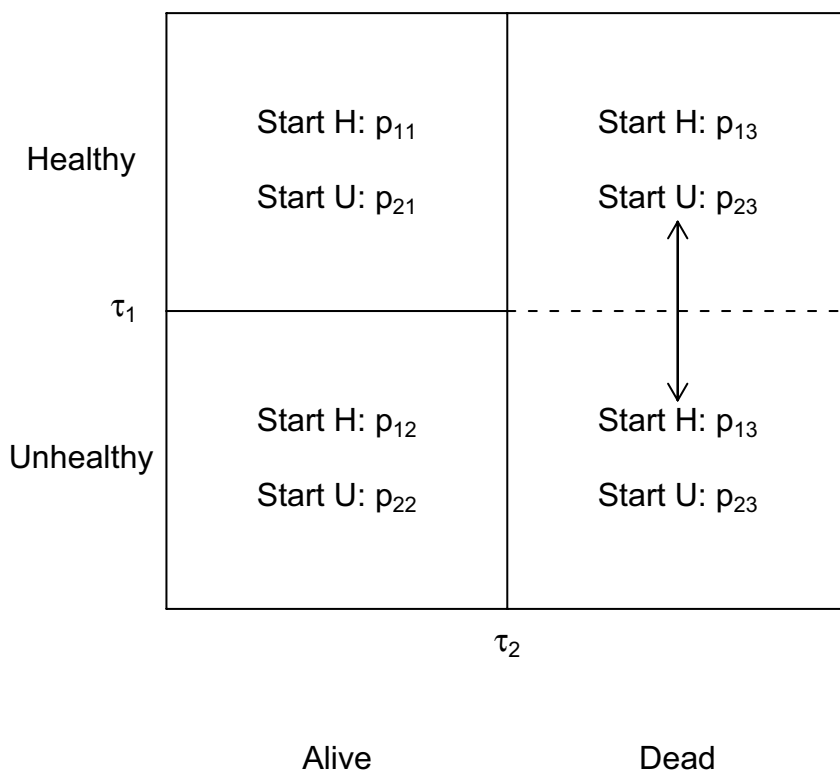 Start H: p₁₁ Start H: p₁₃
Healthy
Start U: p₂₁ Start U: p₂₃
τ₁
Start H: p₁₂ Start H: p₁₃
Unhealthy
Start U: p₂₂ Start U: p₂₃
τ₂
Alive Dead